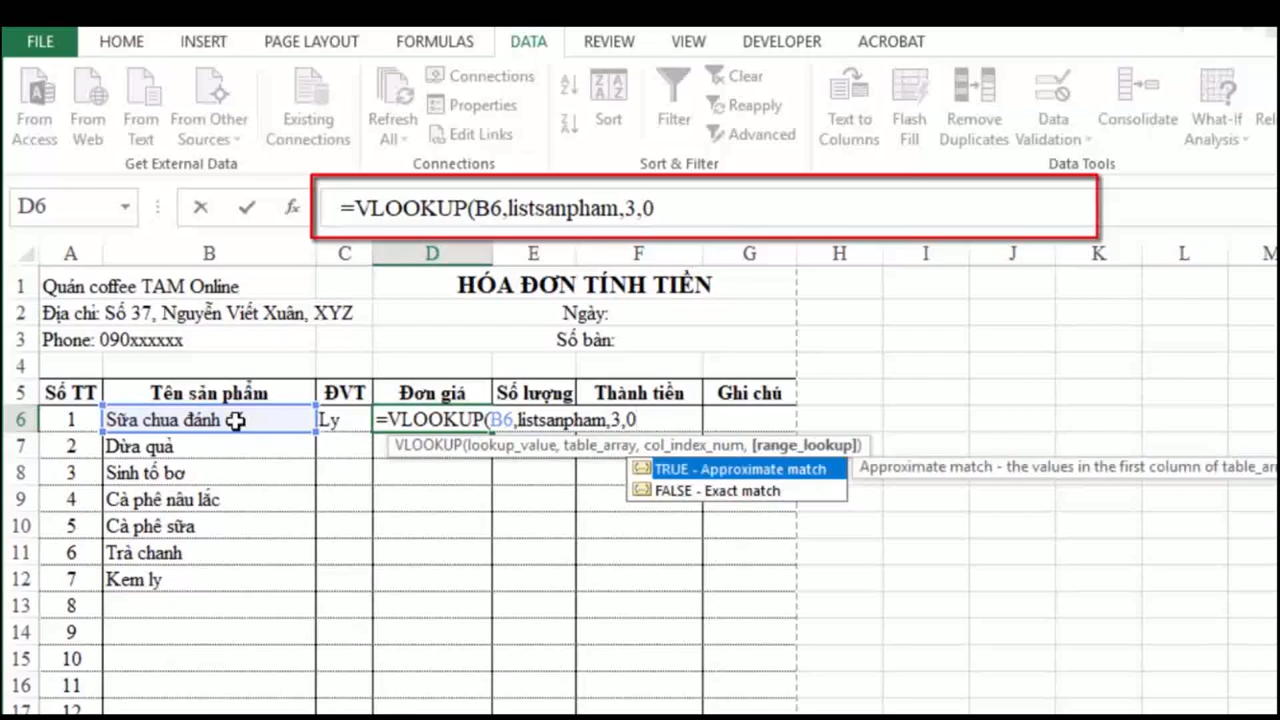 FILE HOME INSERT PAGE LAYOUT FORMULAS DATA REVIEW VIEW DEVELOPER ACROBAT
From Access
From Web
From Text
From Other Sources
Existing Connections
Get External Data
Refresh All
Connections
Properties
Edit Links
Connections
Sort
Filter
Clear
Reapply
Advanced
Sort & Filter
Text to Columns
Flash Fill
Remove Duplicates
Data Validation
Consolidate
What-If Analysis
Data Tools
D6 fx =VLOOKUP(B6,listsanpham,3,0
A B C D E F G H I J K L M
1 Quán coffee TAM Online HÓA ĐƠN TÍNH TIỀN
2 Địa chỉ: Số 37, Nguyễn Viết Xuân, XYZ Ngày:
3 Phone: 090xxxxxx Số bàn:
4
5 Số TT Tên sản phẩm ĐVT Đơn giá Số lượng Thành tiền Ghi chú
6 1 Sữa chua đánh Ly =VLOOKUP(B6,listsanpham,3,0
VLOOKUP(lookup_value, table_array, col_index_num, [range_lookup])
7 2 Dừa quả
TRUE - Approximate match
Approximate match - the values in the first column of
FALSE - Exact match
8 3 Sinh tố bơ
9 4 Cà phê nâu lắc
10 5 Cà phê sữa
11 6 Trà chanh
12 7 Kem ly
13 8
14 9
15 10
16 11
17 12